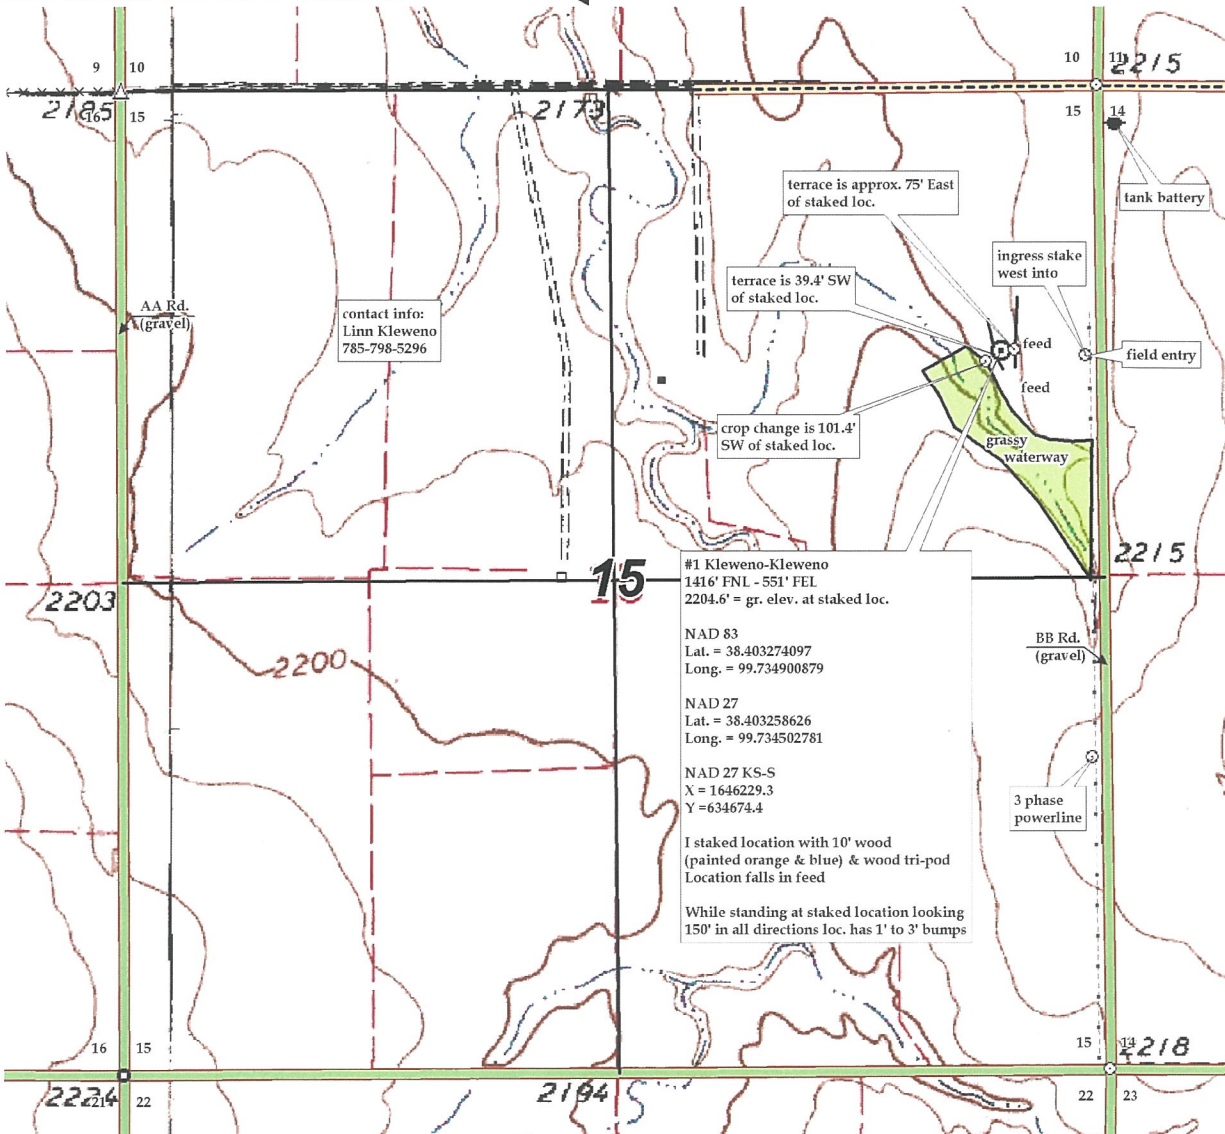 9 10
10 11
2215
2185
16 15
2173
15 14
tank battery
terrace is approx. 75' East
of staked loc.
ingress stake
west into
terrace is 39.4' SW
of staked loc.
AA Rd.
(gravel)
contact info:
Linn Kleweno
785-798-5296
feed
field entry
feed
crop change is 101.4'
SW of staked loc.
grassy
waterway
2215
15
2203
#1 Kleweno-Kleweno
1416' FNL - 551' FEL
2204.6' = gr. elev. at staked loc.
NAD 83
Lat. = 38.403274097
Long. = 99.734900879
NAD 27
Lat. = 38.403258626
Long. = 99.734502781
NAD 27 KS-S
X = 1646229.3
Y =634674.4
I staked location with 10' wood
(painted orange & blue) & wood tri-pod
Location falls in feed
While standing at staked location looking
150' in all directions loc. has 1' to 3' bumps
BB Rd.
(gravel)
2200
3 phase
powerline
16 15
15 14
2218
2224
21 22
2194
22 23